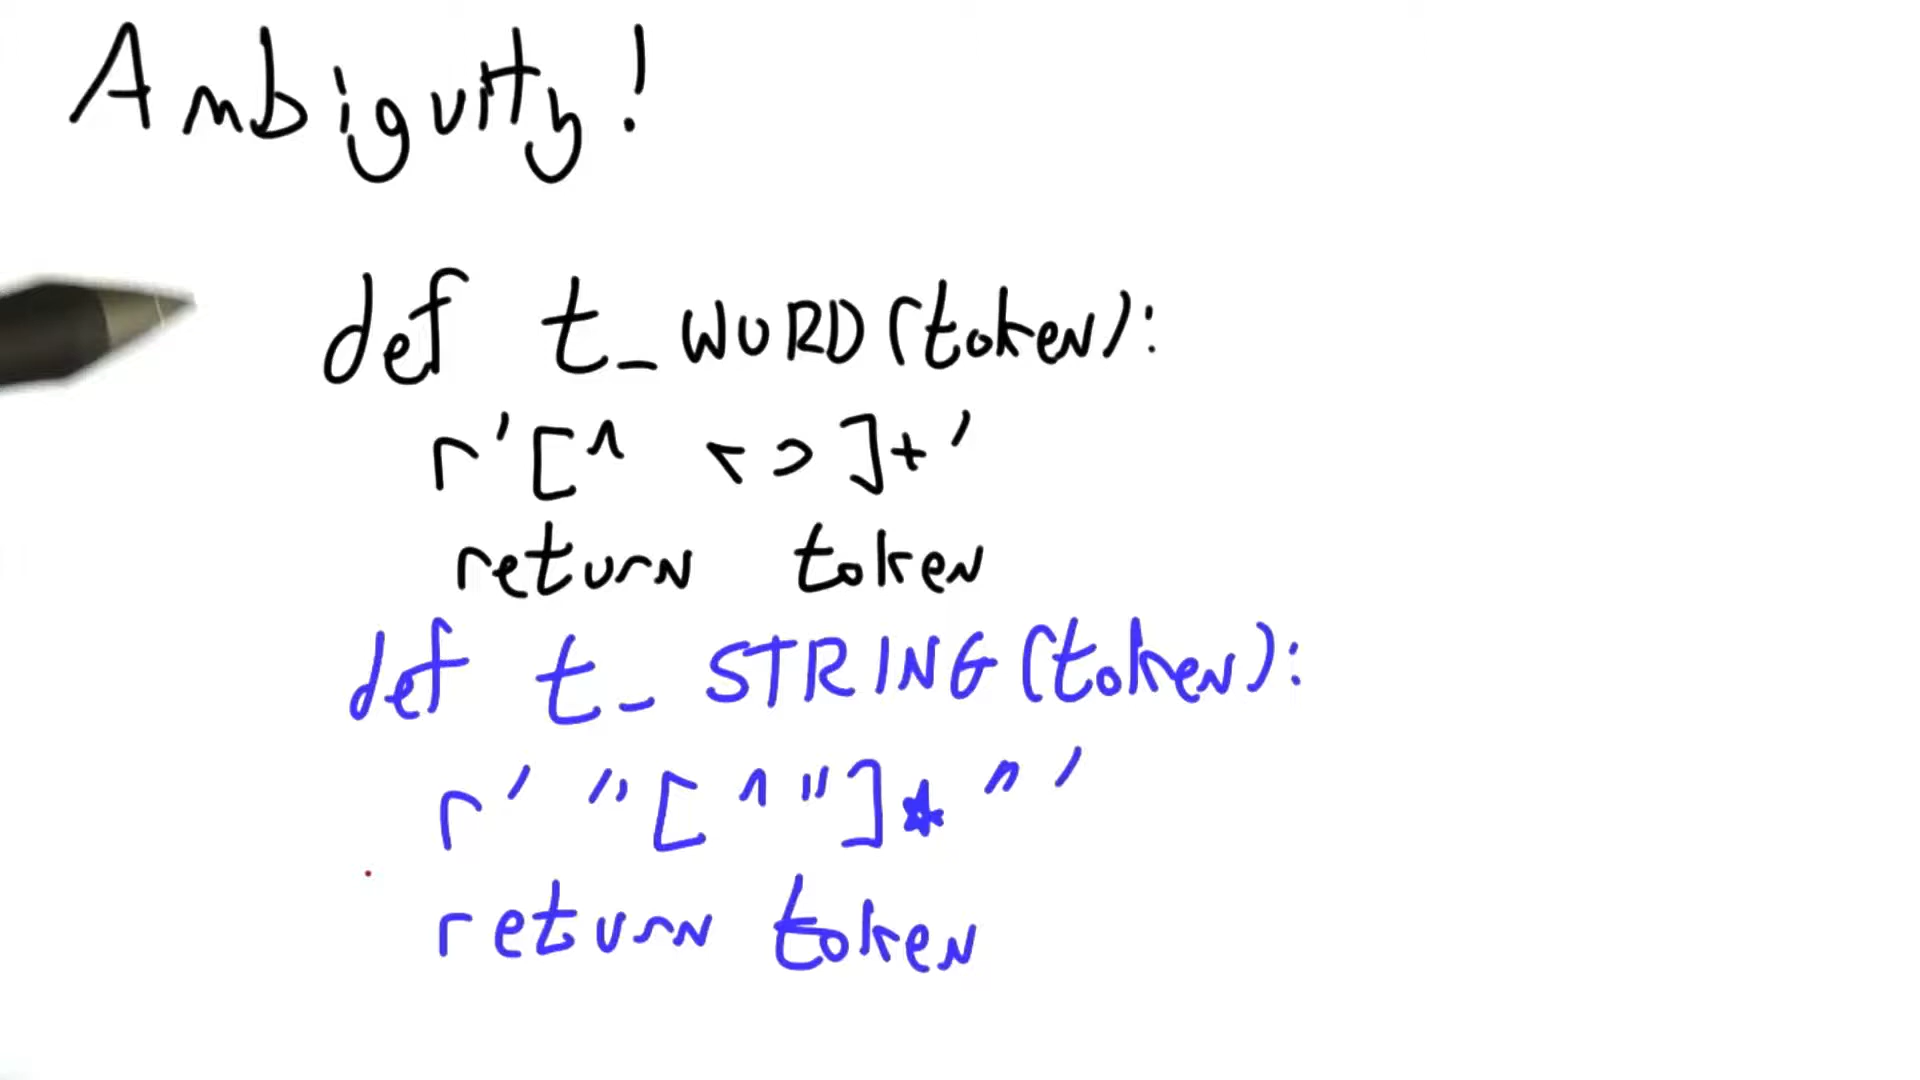 Ambiguity!
def t_WORD(token):
r'[^ <>]+'
return token
def t_STRING(token):
r'"[^"]*"'
return token